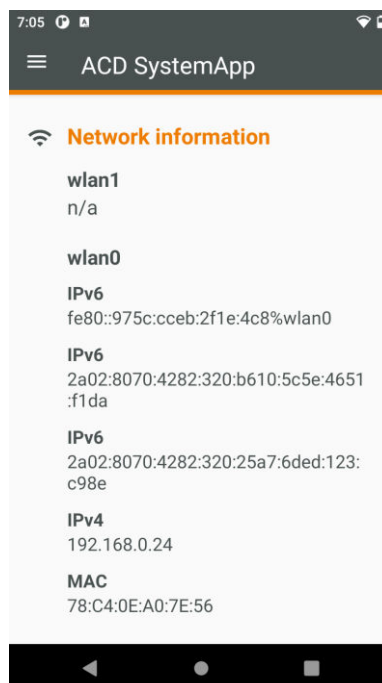 7:05
ACD SystemApp
Network information
wlan1
n/a
wlan0
IPv6
fe80::975c:cceb:2f1e:4c8%wlan0
IPv6
2a02:8070:4282:320:b610:5c5e:4651
:f1da
IPv6
2a02:8070:4282:320:25a7:6ded:123:
c98e
IPv4
192.168.0.24
MAC
78:C4:0E:A0:7E:56